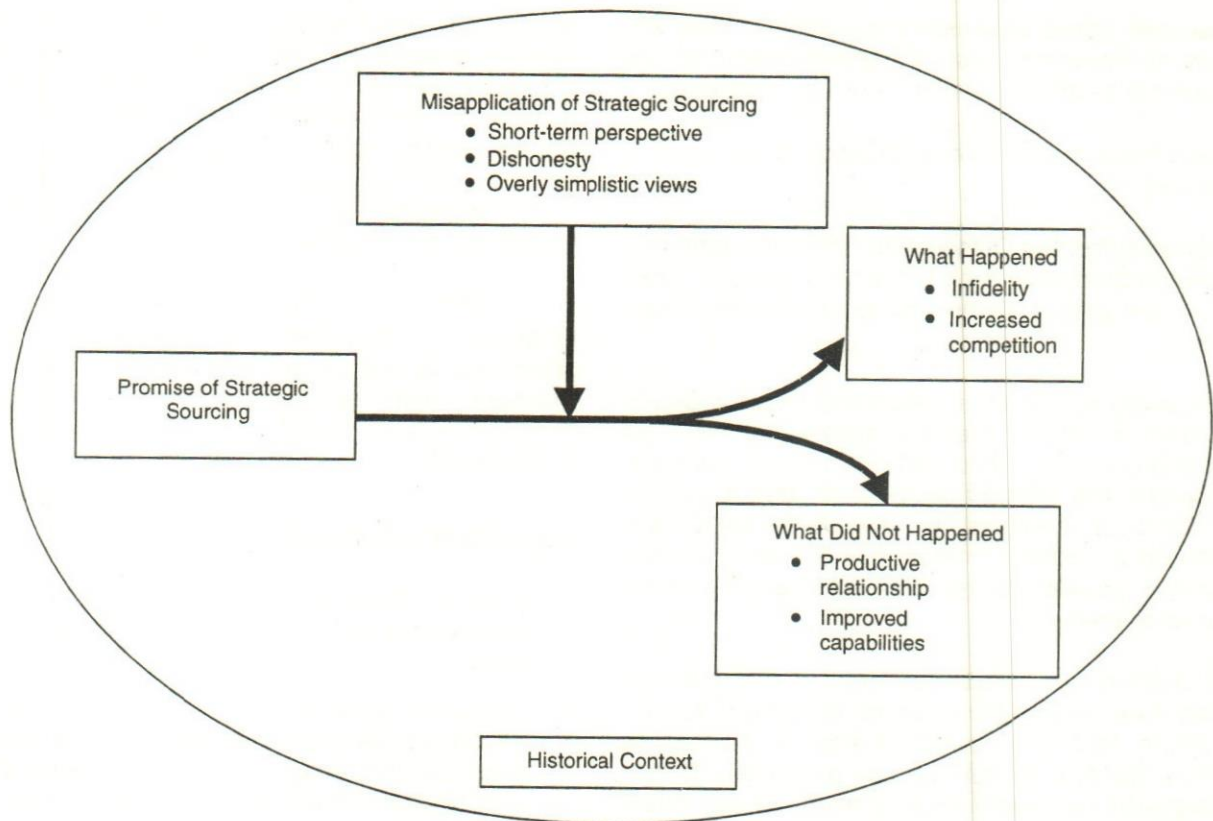 Misapplication of Strategic Sourcing
• Short-term perspective
• Dishonesty
• Overly simplistic views
What Happened
• Infidelity
• Increased
competition
Promise of Strategic
Sourcing
What Did Not Happened
• Productive
relationship
• Improved
capabilities
Historical Context